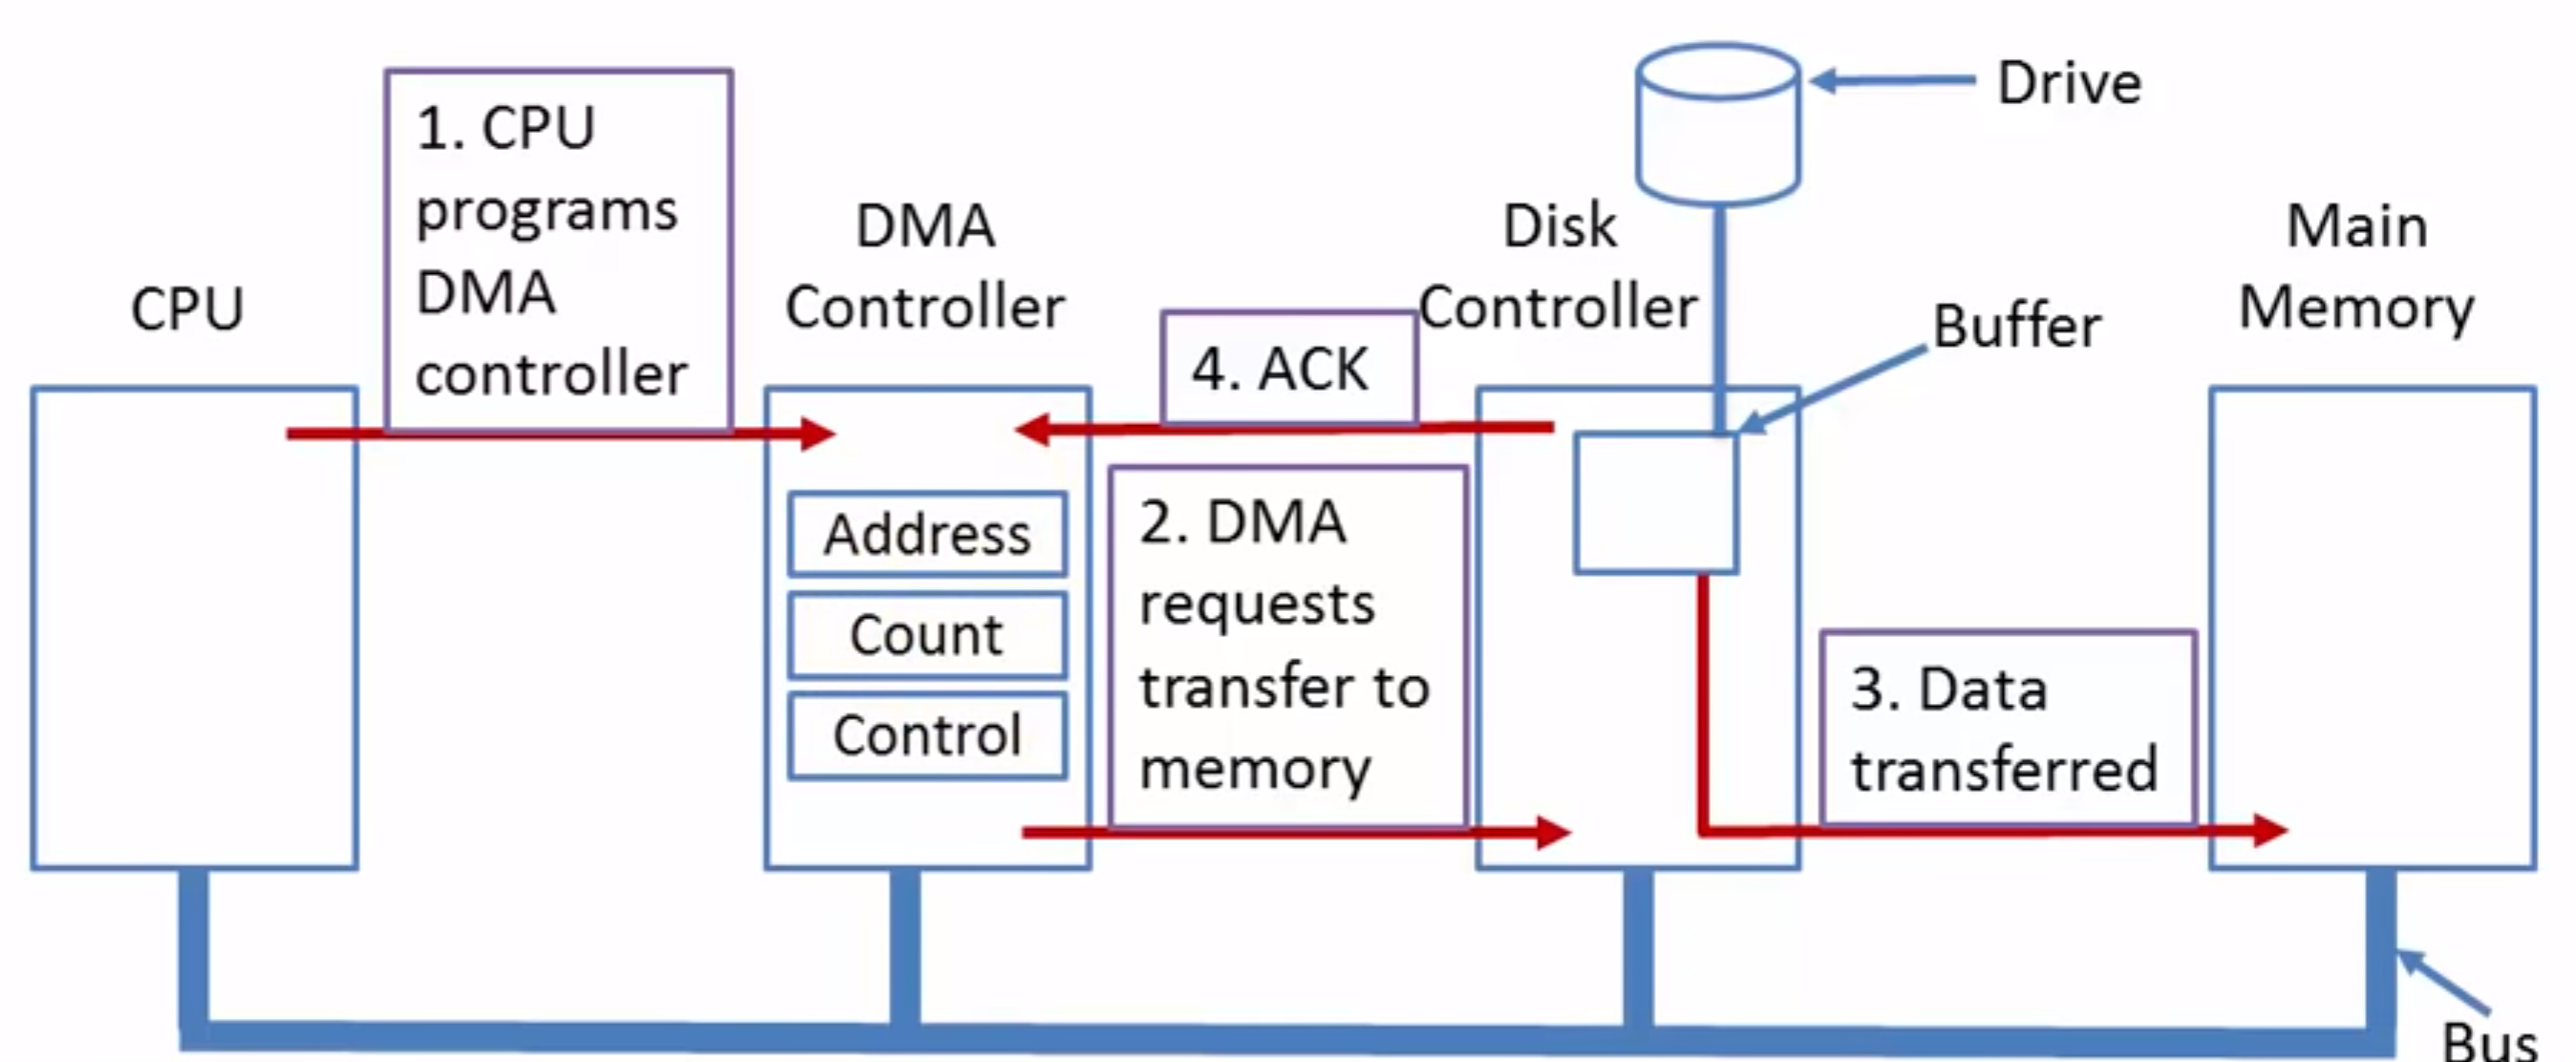 Drive
1. CPU
programs
DMA
controller
CPU
DMA
Controller
Disk
Controller
Main
Memory
Buffer
4. ACK
Address
Count
Control
2. DMA
requests
transfer to
memory
3. Data
transferred
Bus